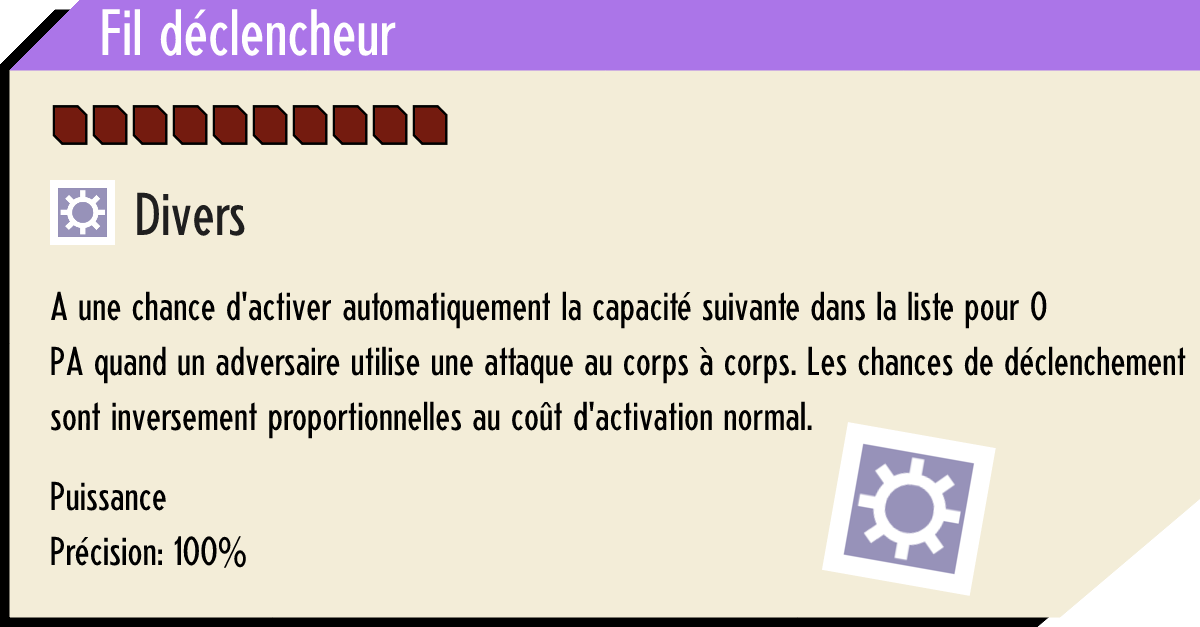 Fil déclencheur
Divers
A une chance d'activer automatiquement la capacité suivante dans la liste pour 0
PA quand un adversaire utilise une attaque au corps à corps. Les chances de déclenchement
sont inversement proportionnelles au coût d'activation normal.
Puissance
Précision: 100%